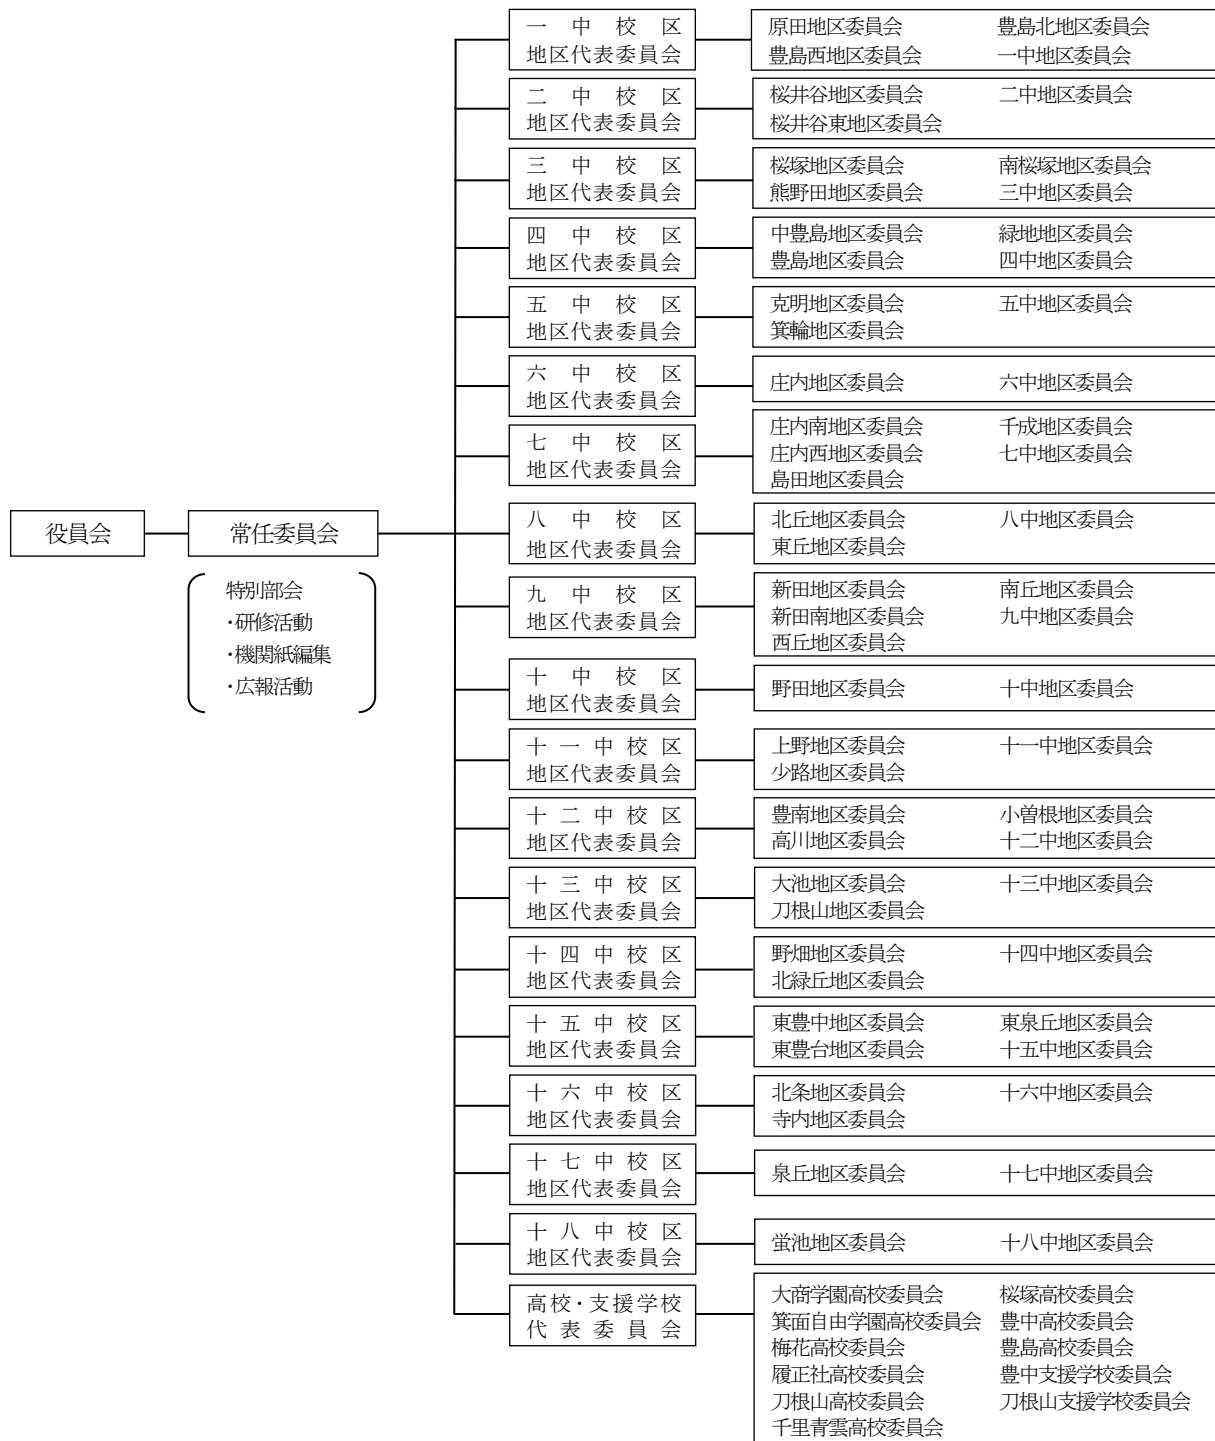 役員会
常任委員会
特別部会
・研修活動
・機関紙編集
・広報活動
一中校区
地区代表委員会
原田地区委員会 豊島北地区委員会
豊島西地区委員会 一中地区委員会
二中校区
地区代表委員会
桜井谷地区委員会 二中地区委員会
桜井谷東地区委員会
三中校区
地区代表委員会
桜塚地区委員会 南桜塚地区委員会
熊野田地区委員会 三中地区委員会
四中校区
地区代表委員会
中豊島地区委員会 緑地地区委員会
豊島地区委員会 四中地区委員会
五中校区
地区代表委員会
克明地区委員会 五中地区委員会
箕輪地区委員会
六中校区
地区代表委員会
庄内地区委員会 六中地区委員会
七中校区
地区代表委員会
庄内南地区委員会 千成地区委員会
庄内西地区委員会 七中地区委員会
島田地区委員会
八中校区
地区代表委員会
北丘地区委員会 八中地区委員会
東丘地区委員会
九中校区
地区代表委員会
新田地区委員会 南丘地区委員会
新田南地区委員会 九中地区委員会
西丘地区委員会
十中校区
地区代表委員会
野田地区委員会 十中地区委員会
十一中校区
地区代表委員会
上野地区委員会 十一中地区委員会
少路地区委員会
十二中校区
地区代表委員会
豊南地区委員会 小曽根地区委員会
高川地区委員会 十二中地区委員会
十三中校区
地区代表委員会
大池地区委員会 十三中地区委員会
刀根山地区委員会
十四中校区
地区代表委員会
野畑地区委員会 十四中地区委員会
北緑丘地区委員会
十五中校区
地区代表委員会
東豊中地区委員会 東泉丘地区委員会
東豊台地区委員会 十五中地区委員会
十六中校区
地区代表委員会
北条地区委員会 十六中地区委員会
寺内地区委員会
十七中校区
地区代表委員会
泉丘地区委員会 十七中地区委員会
十八中校区
地区代表委員会
蛍池地区委員会 十八中地区委員会
高校・支援学校
代表委員会
大商学園高校委員会 桜塚高校委員会
箕面自由学園高校委員会 豊中高校委員会
梅花高校委員会 豊島高校委員会
履正社高校委員会 豊中支援学校委員会
刀根山高校委員会 刀根山支援学校委員会
千里青雲高校委員会